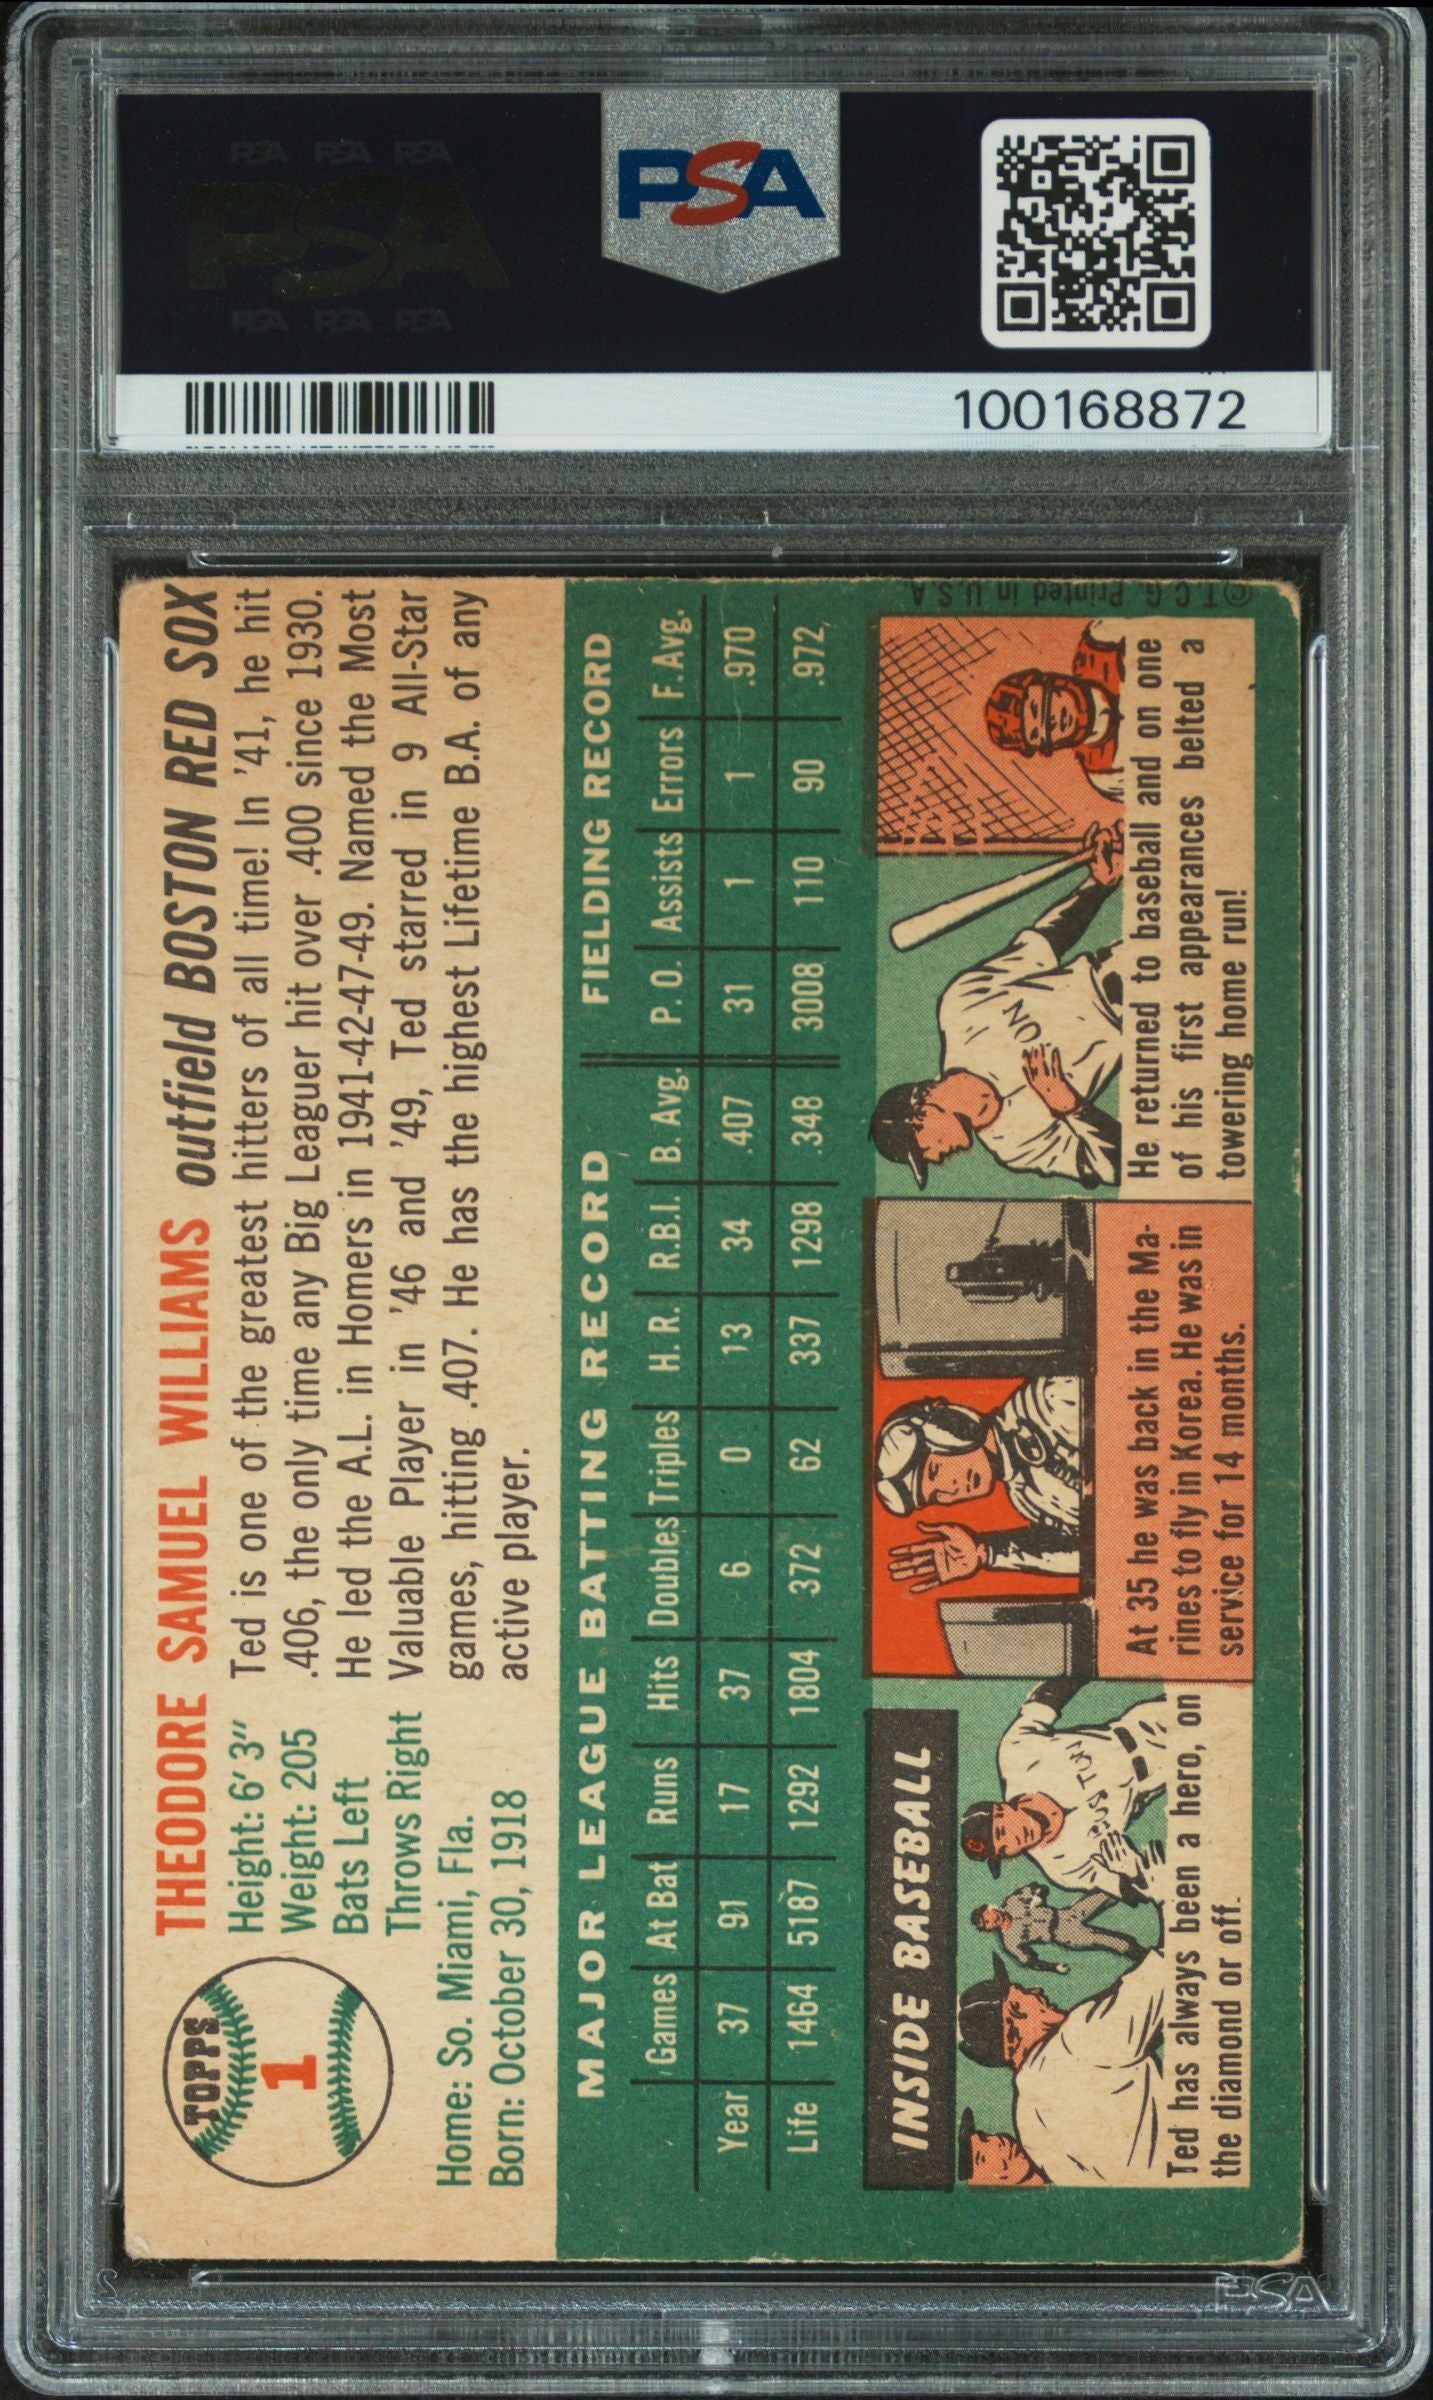 PSA PSA PSA
PSA
PSA PSA PSA
PSA
100168872
TOPPS
1
THEODORE SAMUEL WILLIAMS outfield BOSTON RED SOX
Height: 6' 3"
Weight: 205
Bats Left
Throws Right
Home: So. Miami, Fla.
Born: October 30, 1918
Ted is one of the greatest hitters of all time! In '41, he hit
.406, the only time any Big Leaguer hit over .400 since 1930.
He led the A.L. in Homers in 1941-42-47-49. Named the Most
Valuable Player in '46 and '49, Ted starred in 9 All-Star
games, hitting .407. He has the highest Lifetime B.A. of any
active player.
MAJOR LEAGUE BATTING RECORD FIELDING RECORD
Games At Bat Runs Hits Doubles Triples H. R. R.B.I. B. Avg. P. O. Assists Errors F. Avg.
Year 37 91 17 37 6 0 13 34 .407 31 1 1 .970
Life 1464 5187 1292 1804 372 62 337 1298 .348 3008 110 90 .972
INSIDE BASEBALL
Ted has always been a hero, on
the diamond or off.
At 35 he was back in the Ma-
rines to fly in Korea. He was in
service for 14 months.
ON
He returned to baseball and on one
of his first appearances belted a
towering home run!
©T.C.G. Printed in U.S.A.
PSA